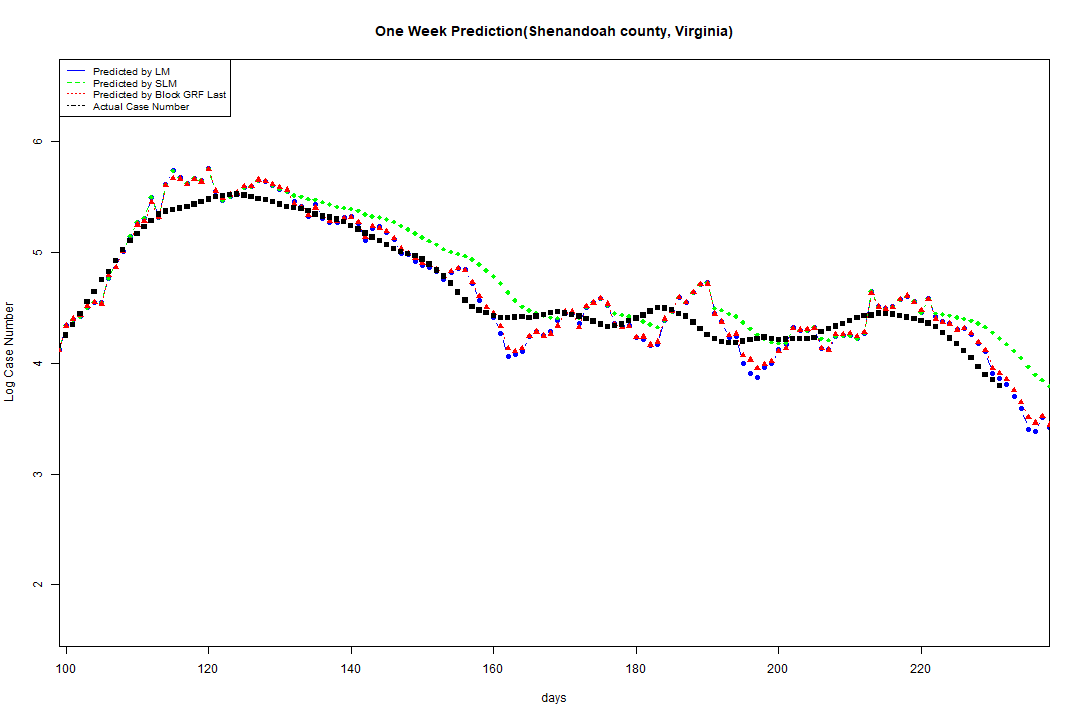 One Week Prediction(Shenandoah county, Virginia)
Predicted by LM
Predicted by SLM
Predicted by Block GRF Last
Actual Case Number
6
5
4
3
2
Log Case Number
100 120 140 160 180 200 220
days